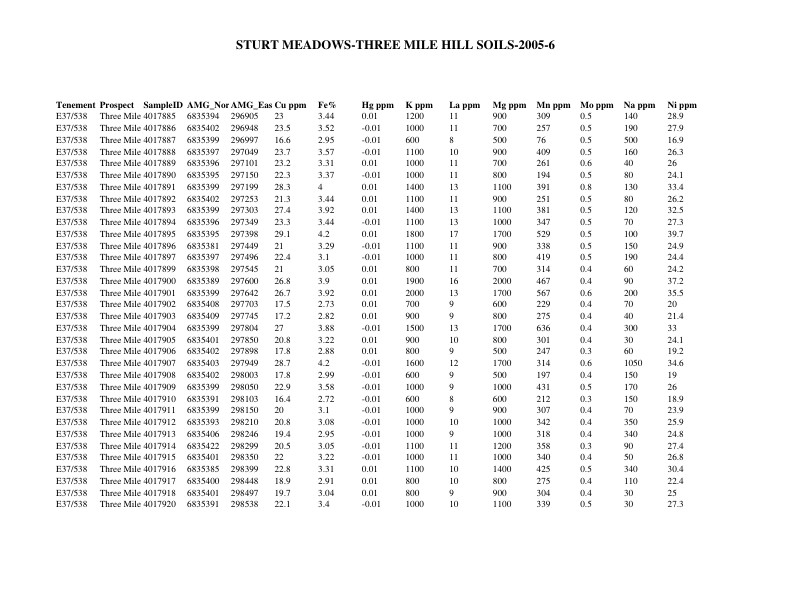 STURT MEADOWS-THREE MILE HILL SOILS-2005-6
Tenement Prospect SampleID AMG_Nor AMG_Eas Cu ppm Fe% Hg ppm K ppm La ppm Mg ppm Mn ppm Mo ppm Na ppm Ni ppm
E37/538 Three Mile 4017885 6835394 296905 23 3.44 0.01 1200 11 900 309 0.5 140 28.9
E37/538 Three Mile 4017886 6835402 296948 23.5 3.52 -0.01 1000 11 700 257 0.5 190 27.9
E37/538 Three Mile 4017887 6835399 296997 16.6 2.95 -0.01 600 8 500 76 0.5 500 16.9
E37/538 Three Mile 4017888 6835397 297049 23.7 3.57 -0.01 1100 10 900 409 0.5 160 26.3
E37/538 Three Mile 4017889 6835396 297101 23.2 3.31 0.01 1000 11 700 261 0.6 40 26
E37/538 Three Mile 4017890 6835395 297150 22.3 3.37 -0.01 1000 11 800 194 0.5 80 24.1
E37/538 Three Mile 4017891 6835399 297199 28.3 4 0.01 1400 13 1100 391 0.8 130 33.4
E37/538 Three Mile 4017892 6835402 297253 21.3 3.44 0.01 1100 11 900 251 0.5 80 26.2
E37/538 Three Mile 4017893 6835399 297303 27.4 3.92 0.01 1400 13 1100 381 0.5 120 32.5
E37/538 Three Mile 4017894 6835396 297349 23.3 3.44 -0.01 1100 13 1000 347 0.5 70 27.3
E37/538 Three Mile 4017895 6835395 297398 29.1 4.2 0.01 1800 17 1700 529 0.5 100 39.7
E37/538 Three Mile 4017896 6835381 297449 21 3.29 -0.01 1100 11 900 338 0.5 150 24.9
E37/538 Three Mile 4017897 6835397 297496 22.4 3.1 -0.01 1000 11 800 419 0.5 190 24.4
E37/538 Three Mile 4017899 6835398 297545 21 3.05 0.01 800 11 700 314 0.4 60 24.2
E37/538 Three Mile 4017900 6835389 297600 26.8 3.9 0.01 1900 16 2000 467 0.4 90 37.2
E37/538 Three Mile 4017901 6835399 297642 26.7 3.92 0.01 2000 13 1700 567 0.6 200 35.5
E37/538 Three Mile 4017902 6835408 297703 17.5 2.73 0.01 700 9 600 229 0.4 70 20
E37/538 Three Mile 4017903 6835409 297745 17.2 2.82 0.01 900 9 800 275 0.4 40 21.4
E37/538 Three Mile 4017904 6835399 297804 27 3.88 -0.01 1500 13 1700 636 0.4 300 33
E37/538 Three Mile 4017905 6835401 297850 20.8 3.22 0.01 900 10 800 301 0.4 30 24.1
E37/538 Three Mile 4017906 6835402 297898 17.8 2.88 0.01 800 9 500 247 0.3 60 19.2
E37/538 Three Mile 4017907 6835403 297949 28.7 4.2 -0.01 1600 12 1700 314 0.6 1050 34.6
E37/538 Three Mile 4017908 6835402 298003 17.8 2.99 -0.01 600 9 500 197 0.4 150 19
E37/538 Three Mile 4017909 6835399 298050 22.9 3.58 -0.01 1000 9 1000 431 0.5 170 26
E37/538 Three Mile 4017910 6835391 298103 16.4 2.72 -0.01 600 8 600 212 0.3 150 18.9
E37/538 Three Mile 4017911 6835399 298150 20 3.1 -0.01 1000 9 900 307 0.4 70 23.9
E37/538 Three Mile 4017912 6835393 298210 20.8 3.08 -0.01 1000 10 1000 342 0.4 350 25.9
E37/538 Three Mile 4017913 6835406 298246 19.4 2.95 -0.01 1000 9 1000 318 0.4 340 24.8
E37/538 Three Mile 4017914 6835422 298299 20.5 3.05 -0.01 1100 11 1200 358 0.3 90 27.4
E37/538 Three Mile 4017915 6835401 298350 22 3.22 -0.01 1000 11 1000 340 0.4 50 26.8
E37/538 Three Mile 4017916 6835385 298399 22.8 3.31 0.01 1100 10 1400 425 0.5 340 30.4
E37/538 Three Mile 4017917 6835400 298448 18.9 2.91 0.01 800 10 800 275 0.4 110 22.4
E37/538 Three Mile 4017918 6835401 298497 19.7 3.04 0.01 800 9 900 304 0.4 30 25
E37/538 Three Mile 4017920 6835391 298538 22.1 3.4 -0.01 1000 10 1100 339 0.5 30 27.3